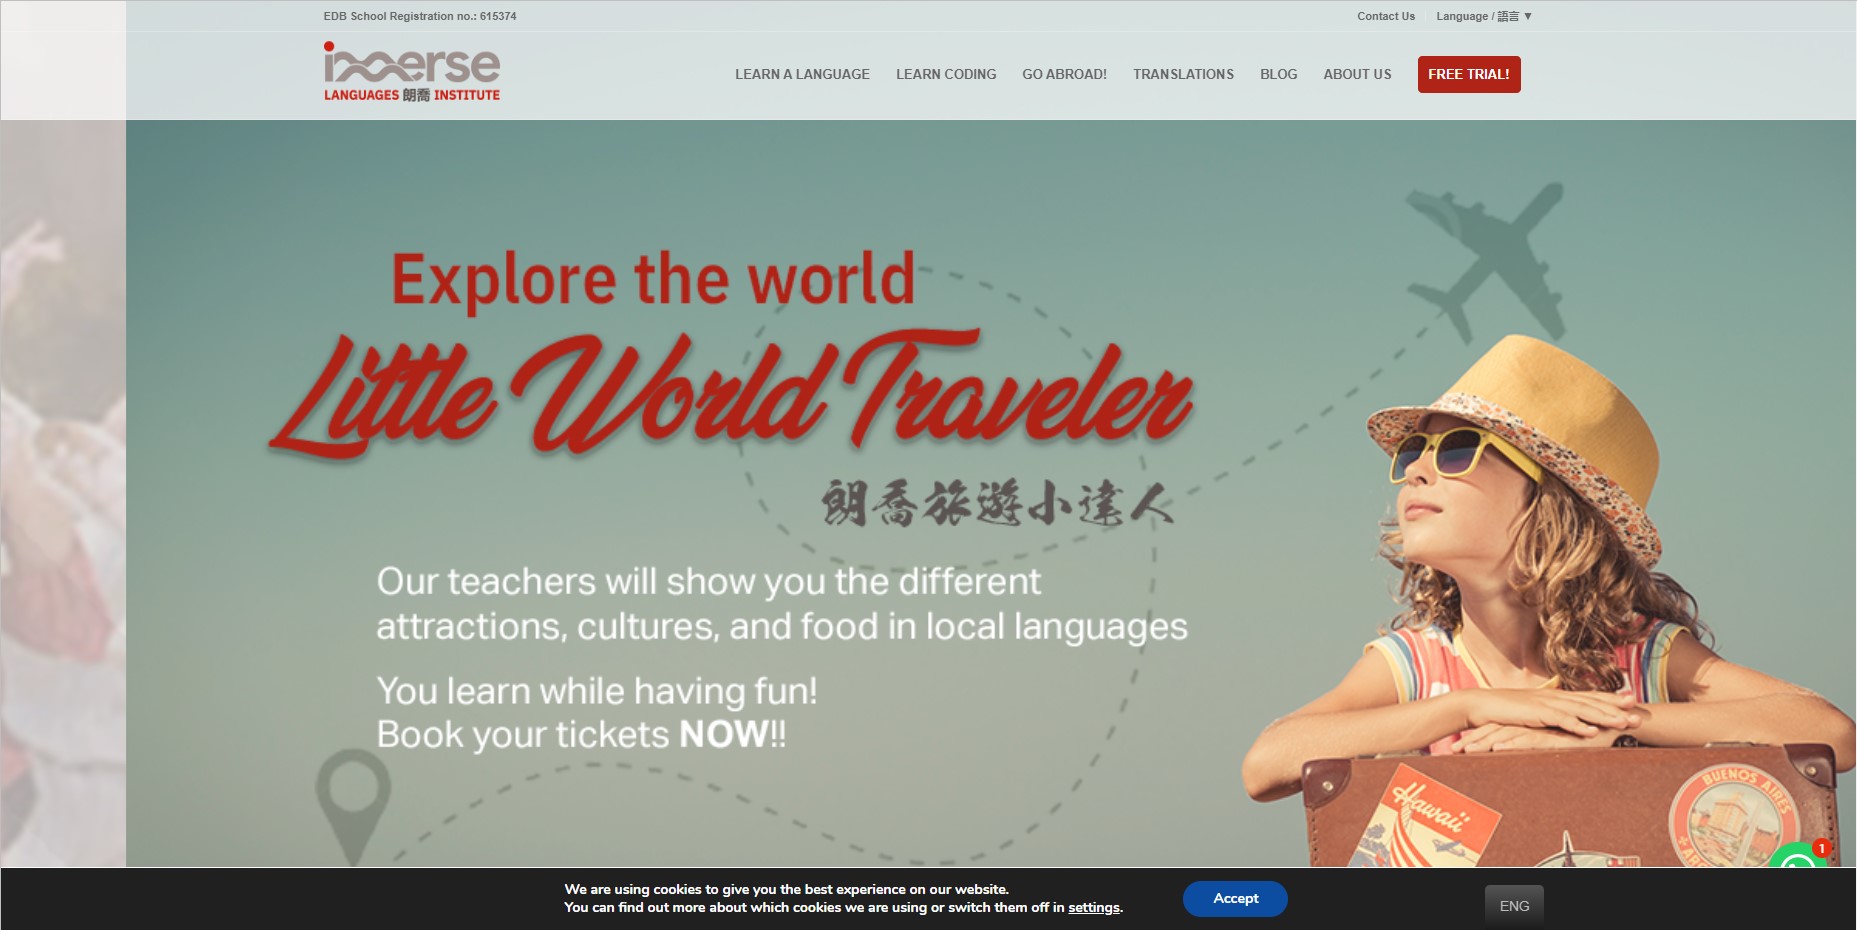 EDB School Registration no.: 615374
Contact Us
Language / 語言 ▼
immerse
LANGUAGES 朗喬 INSTITUTE
LEARN A LANGUAGE
LEARN CODING
GO ABROAD!
TRANSLATIONS
BLOG
ABOUT US
FREE TRIAL!
Explore the world
Little World Traveler
朗喬旅遊小達人
Our teachers will show you the different
attractions, cultures, and food in local languages
You learn while having fun!
Book your tickets NOW!!
Hawaii
BUENOS AIRES
1
We are using cookies to give you the best experience on our website.
You can find out more about which cookies we are using or switch them off in settings.
Accept
ENG